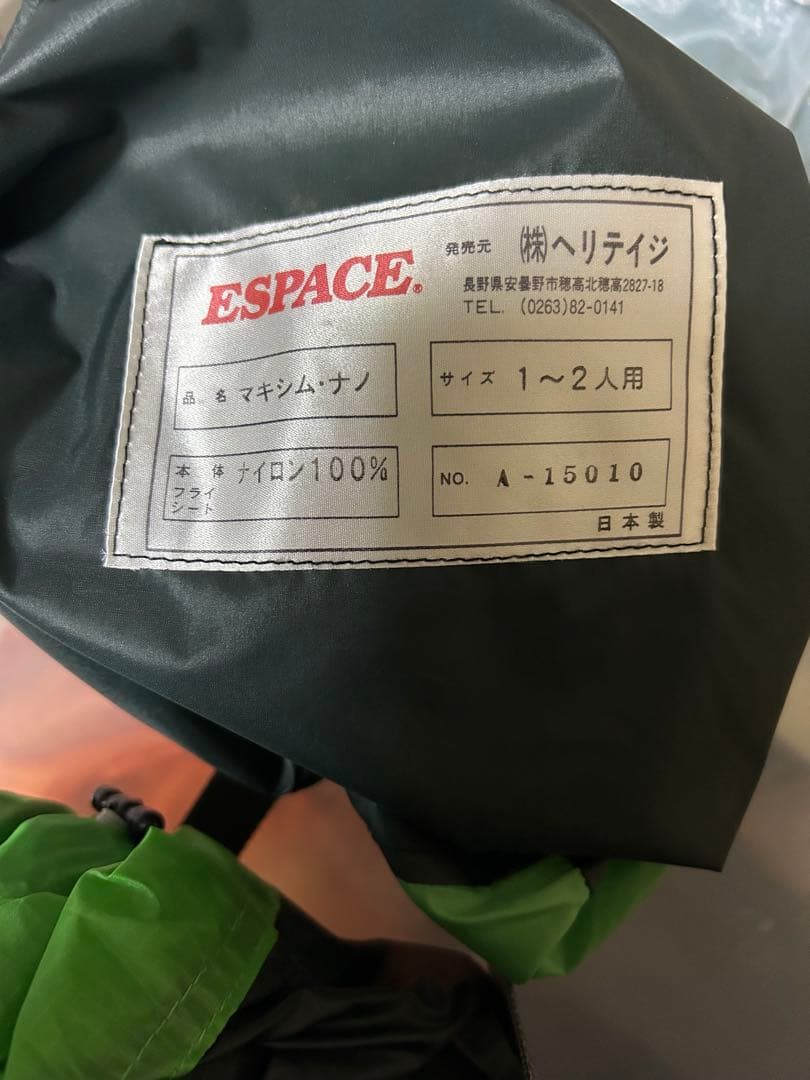 ESPACE®
発売元 ㈱ヘリテイジ
長野県安曇野市穂高北穂高2827-18
TEL. (0263)82-0141
品 名 マキシム・ナノ
サイズ 1～2人用
本 体 ナイロン100%
フライ
シート
NO. A-15010
日本製